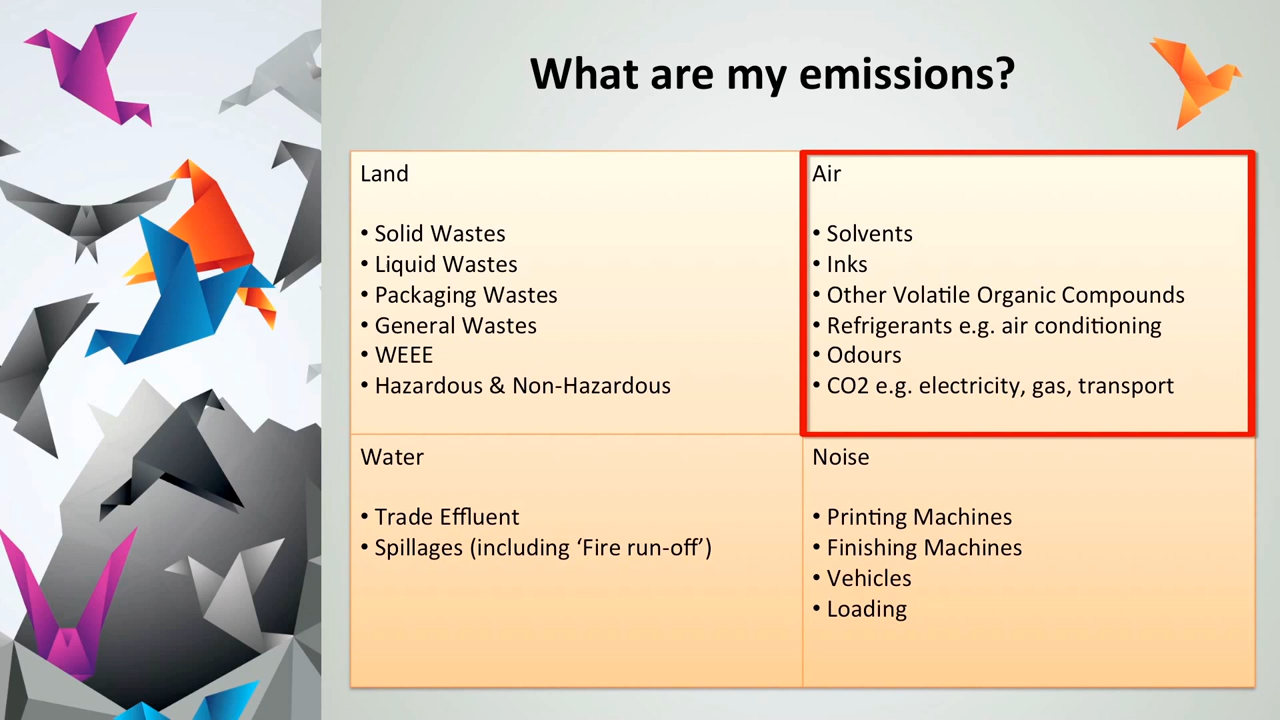 What are my emissions?
Land
• Solid Wastes
• Liquid Wastes
• Packaging Wastes
• General Wastes
• WEEE
• Hazardous & Non-Hazardous
Air
• Solvents
• Inks
• Other Volatile Organic Compounds
• Refrigerants e.g. air conditioning
• Odours
• CO2 e.g. electricity, gas, transport
Water
• Trade Effluent
• Spillages (including ‘Fire run-off’)
Noise
• Printing Machines
• Finishing Machines
• Vehicles
• Loading